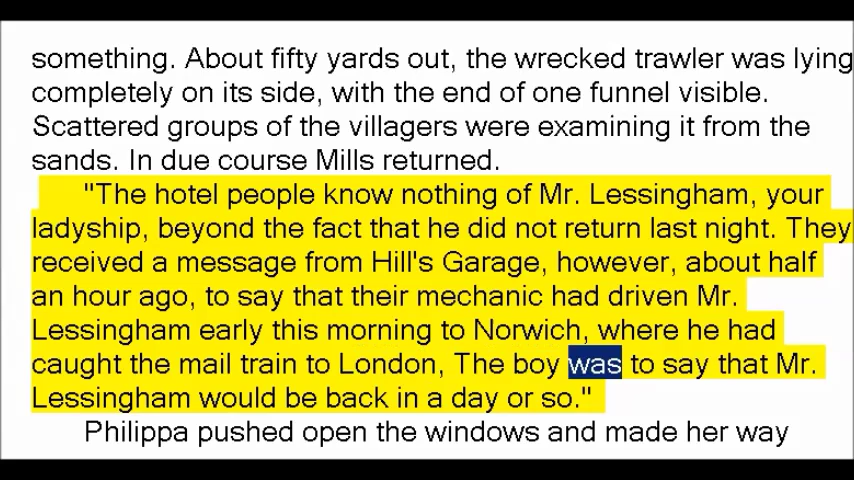 something. About fifty yards out, the wrecked trawler was lying
completely on its side, with the end of one funnel visible.
Scattered groups of the villagers were examining it from the
sands. In due course Mills returned.
"The hotel people know nothing of Mr. Lessingham, your
ladyship, beyond the fact that he did not return last night. They
received a message from Hill's Garage, however, about half
an hour ago, to say that their mechanic had driven Mr.
Lessingham early this morning to Norwich, where he had
caught the mail train to London, The boy was to say that Mr.
Lessingham would be back in a day or so."
Philippa pushed open the windows and made her way